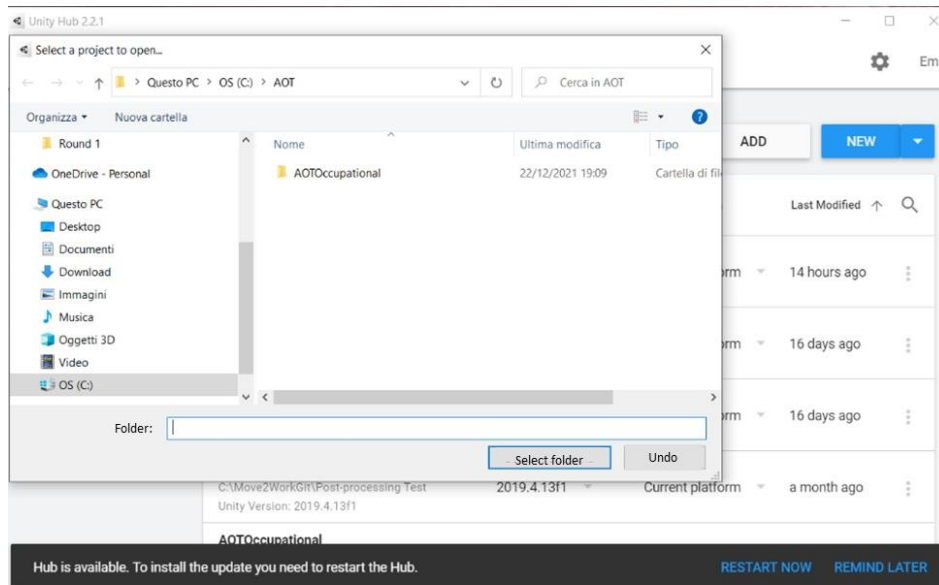 Unity Hub 2.2.1
Select a project to open...
Questo PC > OS (C:) > AOT
Cerca in AOT
Em
Organizza
Nuova cartella
ADD
NEW
Round 1
Nome
Ultima modifica
Tipo
OneDrive - Personal
AOTOccupational
22/12/2021 19:09
Cartella di
Questo PC
Last Modified
Desktop
Documenti
Download
14 hours ago
Immagini
Musica
Oggetti 3D
16 days ago
Video
OS (C:)
16 days ago
Folder:
Select folder
Undo
C:\Move2WorkGit\Post-processing Test
2019.4.13f1
Current platform
a month ago
Unity Version: 2019.4.13f1
AOTOccupational
Hub is available. To install the update you need to restart the Hub.
RESTART NOW
REMIND LATER